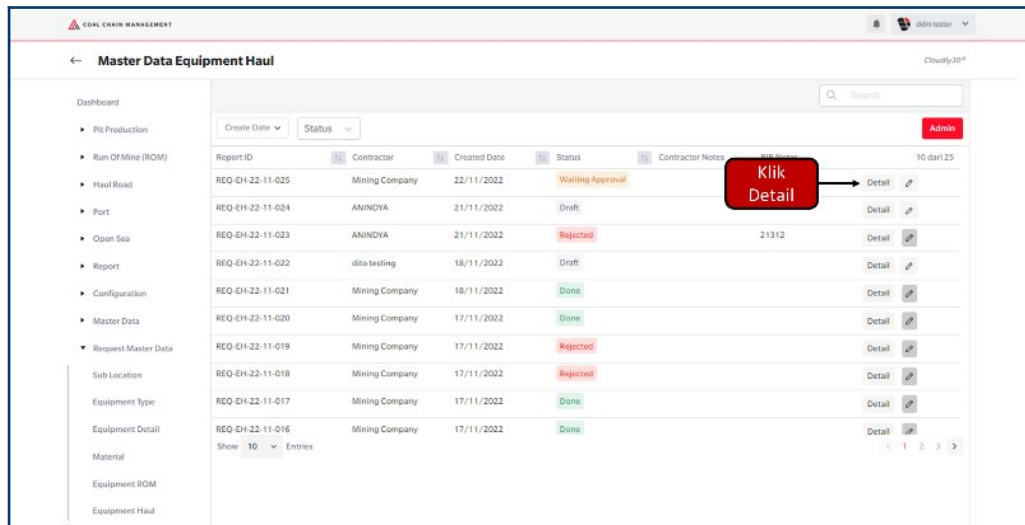 COAL CHAIN MANAGEMENT
ddm tester
Master Data Equipment Haul
Dashboard
Search
Pit Production
Create Date
Status
Admin
Run Of Mine (ROM)
Report ID Contractor Created Date Status Contractor Notes 10 dari 25
Klik
Detail
REQ-EH-22-11-025 Mining Company 22/11/2022 Waiting Approval Detail
Haul Road
REQ-EH-22-11-024 ANINDYA 21/11/2022 Draft Detail
Port
REQ-EH-22-11-023 ANINDYA 21/11/2022 Rejected 21312 Detail
Open Sea
REQ-EH-22-11-022 dito testing 18/11/2022 Draft Detail
Report
REQ-EH-22-11-021 Mining Company 18/11/2022 Done Detail
Configuration
REQ-EH-22-11-020 Mining Company 17/11/2022 Done Detail
Master Data
REQ-EH-22-11-019 Mining Company 17/11/2022 Rejected Detail
Request Master Data
REQ-EH-22-11-018 Mining Company 17/11/2022 Rejected Detail
Sub Location
REQ-EH-22-11-017 Mining Company 17/11/2022 Done Detail
Equipment Type
REQ-EH-22-11-016 Mining Company 17/11/2022 Done Detail
Equipment Detail
Show 10 Entries
1 2 3
Material
Equipment ROM
Equipment Haul